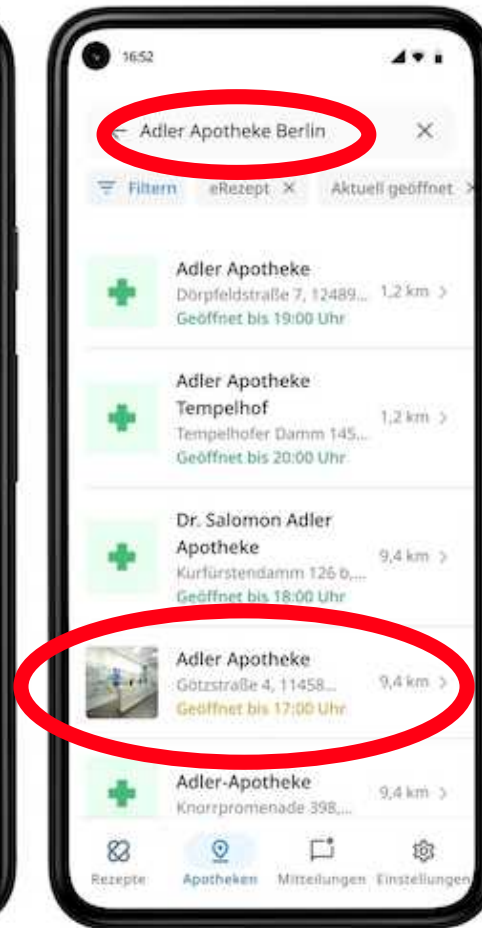 16:52
Adler Apotheke Berlin
Filtern eRezept Aktuell geöffnet
Adler Apotheke
Dörpfeldstraße 7, 12489... 1,2 km
Geöffnet bis 19:00 Uhr
Adler Apotheke
Tempelhof
Tempelhofer Damm 145... 1,2 km
Geöffnet bis 20:00 Uhr
Dr. Salomon Adler
Apotheke
Kurfürstendamm 126 b,... 9,4 km
Geöffnet bis 18:00 Uhr
Adler Apotheke
Götzstraße 4, 11458... 9,4 km
Geöffnet bis 17:00 Uhr
Adler-Apotheke
Knorrpromenade 398,... 9,4 km
Rezepte Apotheken Mitteilungen Einstellungen